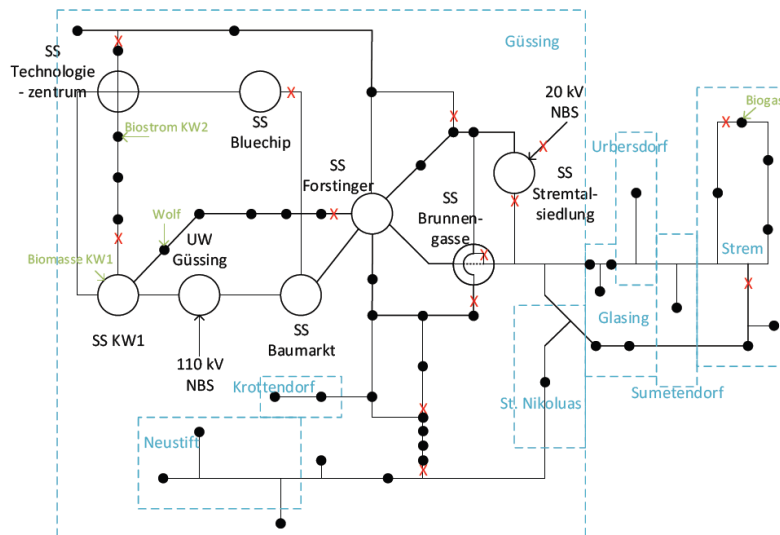 Güssing
SS
Technologie
- zentrum
20 kV
NBS
Biogas
Biostrom KW2
SS
Bluechip
Urbersdorf
SS
Forstinger
SS
Stremtal-
siedlung
SS
Brunnen-
gasse
Wolf
UW
Güssing
Biomasse KW1
Strem
SS KW1
SS
Baumarkt
Glasing
110 kV
NBS
Krottendorf
St. Nikoluas
Sumetendorf
Neustift